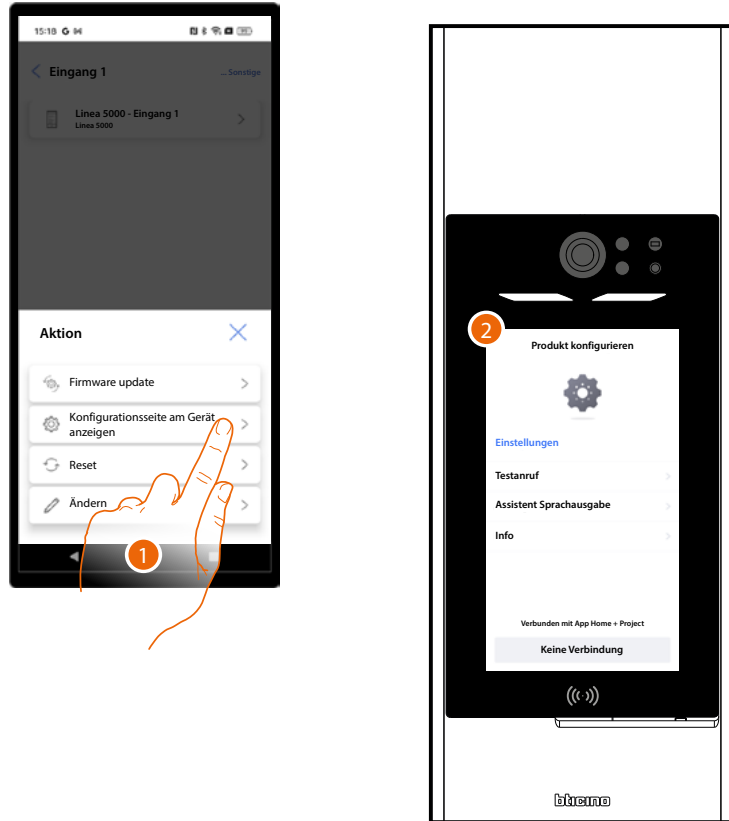 15:18 G
Eingang 1
... Sonstige
Linea 5000 - Eingang 1
Linea 5000
Aktion
Firmware update
Konfigurationsseite am Gerät
anzeigen
Reset
Ändern
1
2
Produkt konfigurieren
Einstellungen
Testanruf
Assistent Sprachausgabe
Info
Verbunden mit App Home + Project
Keine Verbindung
bticino